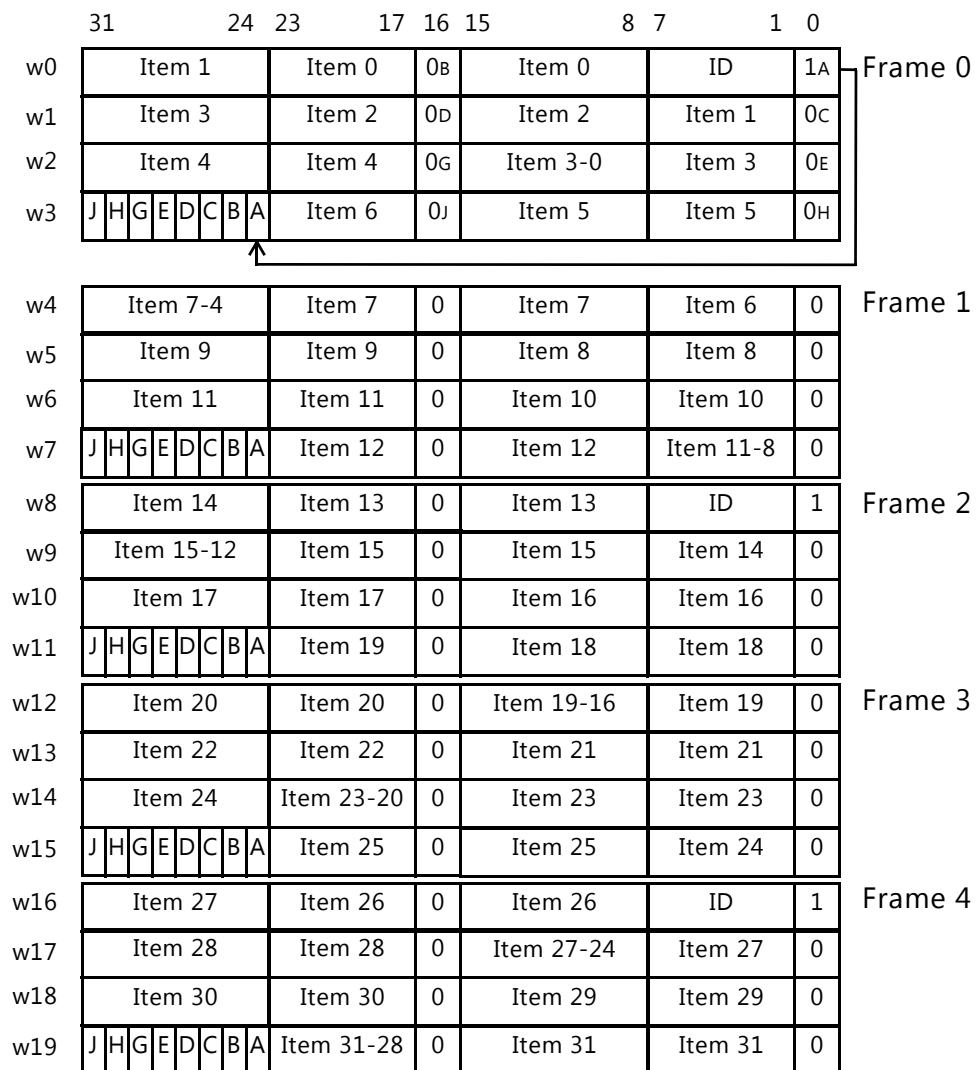 31 24 23 17 16 15 8 7 1 0
w0 Item 1 Item 0 0B Item 0 ID 1A Frame 0
w1 Item 3 Item 2 0D Item 2 Item 1 0C
w2 Item 4 Item 4 0G Item 3-0 Item 3 0E
w3 J H G E D C B A Item 6 0J Item 5 Item 5 0H
w4 Item 7-4 Item 7 0 Item 7 Item 6 0 Frame 1
w5 Item 9 Item 9 0 Item 8 Item 8 0
w6 Item 11 Item 11 0 Item 10 Item 10 0
w7 J H G E D C B A Item 12 0 Item 12 Item 11-8 0
w8 Item 14 Item 13 0 Item 13 ID 1 Frame 2
w9 Item 15-12 Item 15 0 Item 15 Item 14 0
w10 Item 17 Item 17 0 Item 16 Item 16 0
w11 J H G E D C B A Item 19 0 Item 18 Item 18 0
w12 Item 20 Item 20 0 Item 19-16 Item 19 0 Frame 3
w13 Item 22 Item 22 0 Item 21 Item 21 0
w14 Item 24 Item 23-20 0 Item 23 Item 23 0
w15 J H G E D C B A Item 25 0 Item 25 Item 24 0
w16 Item 27 Item 26 0 Item 26 ID 1 Frame 4
w17 Item 28 Item 28 0 Item 27-24 Item 27 0
w18 Item 30 Item 30 0 Item 29 Item 29 0
w19 J H G E D C B A Item 31-28 0 Item 31 Item 31 0